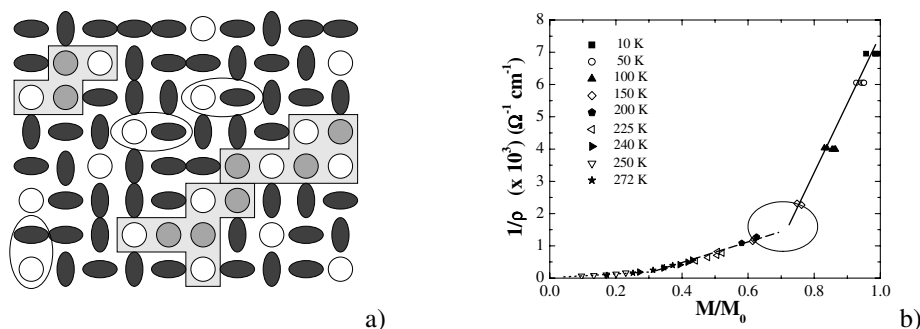 a)
1/ρ (x 10³) (Ω⁻¹ cm⁻¹)
7
6
5
4
3
2
1
0
10 K
50 K
100 K
150 K
200 K
225 K
240 K
250 K
272 K
0.0 0.2 0.4 0.6 0.8 1.0
M/M₀
b)